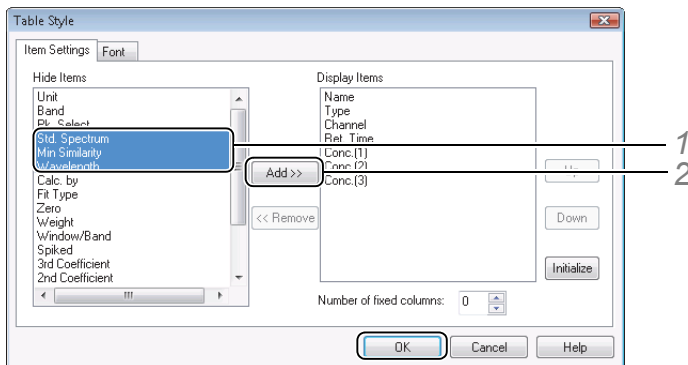 Table Style
Item Settings Font
Hide Items
Display Items
Unit
Band
Pk. Select
Std. Spectrum
Min Similarity
Wavelength
Calc. by
Fit Type
Zero
Weight
Window/Band
Spiked
3rd Coefficient
2nd Coefficient
Add >>
<< Remove
Name
Type
Channel
Ret. Time
Conc.(1)
Conc.(2)
Conc.(3)
1
2
Up
Down
Initialize
Number of fixed columns: 0
OK Cancel Help